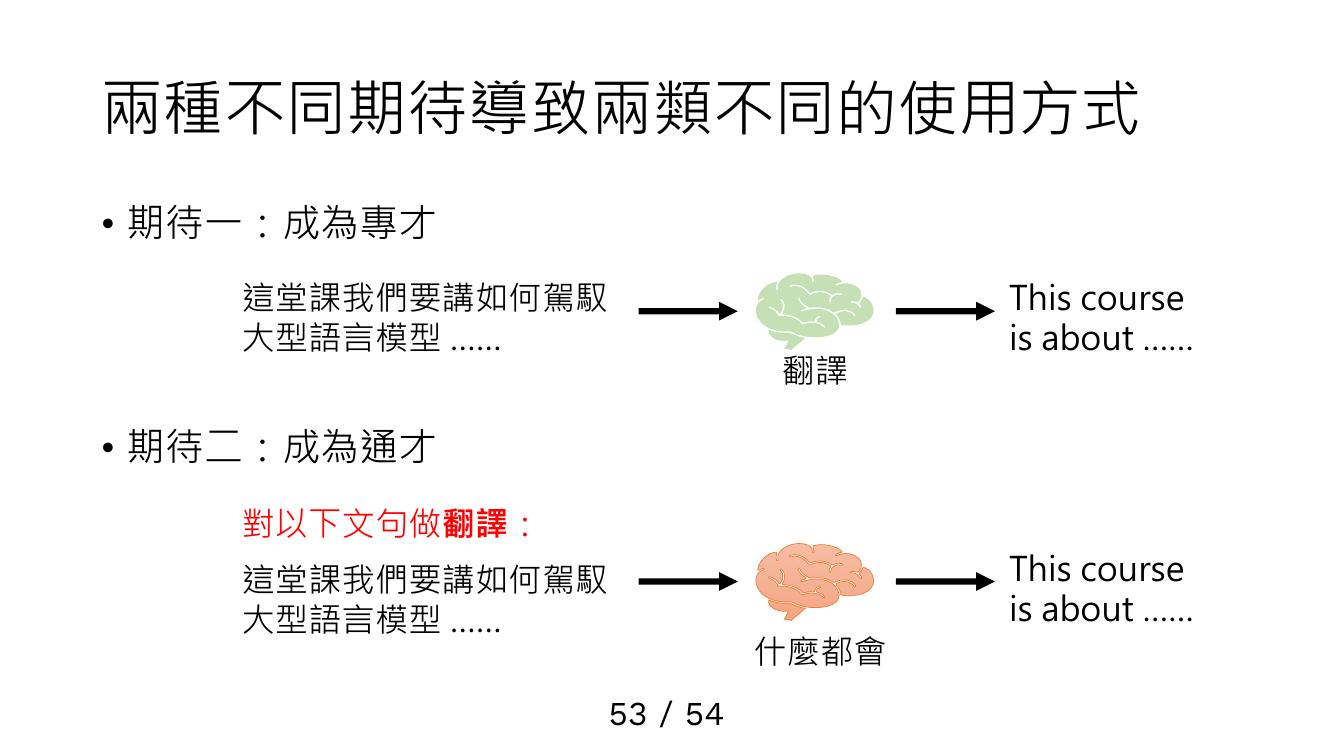 兩種不同期待導致兩類不同的使用方式
• 期待一：成為專才
這堂課我們要講如何駕馭
大型語言模型 ......
翻譯
This course
is about ......
• 期待二：成為通才
對以下文句做翻譯：
這堂課我們要講如何駕馭
大型語言模型 ......
什麼都會
This course
is about ......
53 / 54